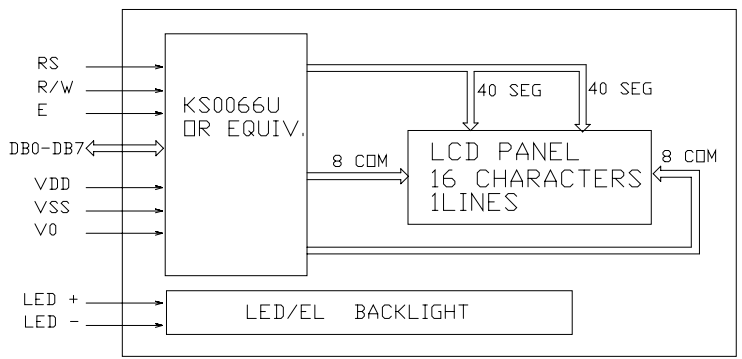 RS
R/W
E
DB0-DB7
VDD
VSS
V0
LED +
LED -
KS0066U
OR EQUIV.
40 SEG
40 SEG
8 COM
8 COM
LCD PANEL
16 CHARACTERS
1LINES
LED/EL BACKLIGHT